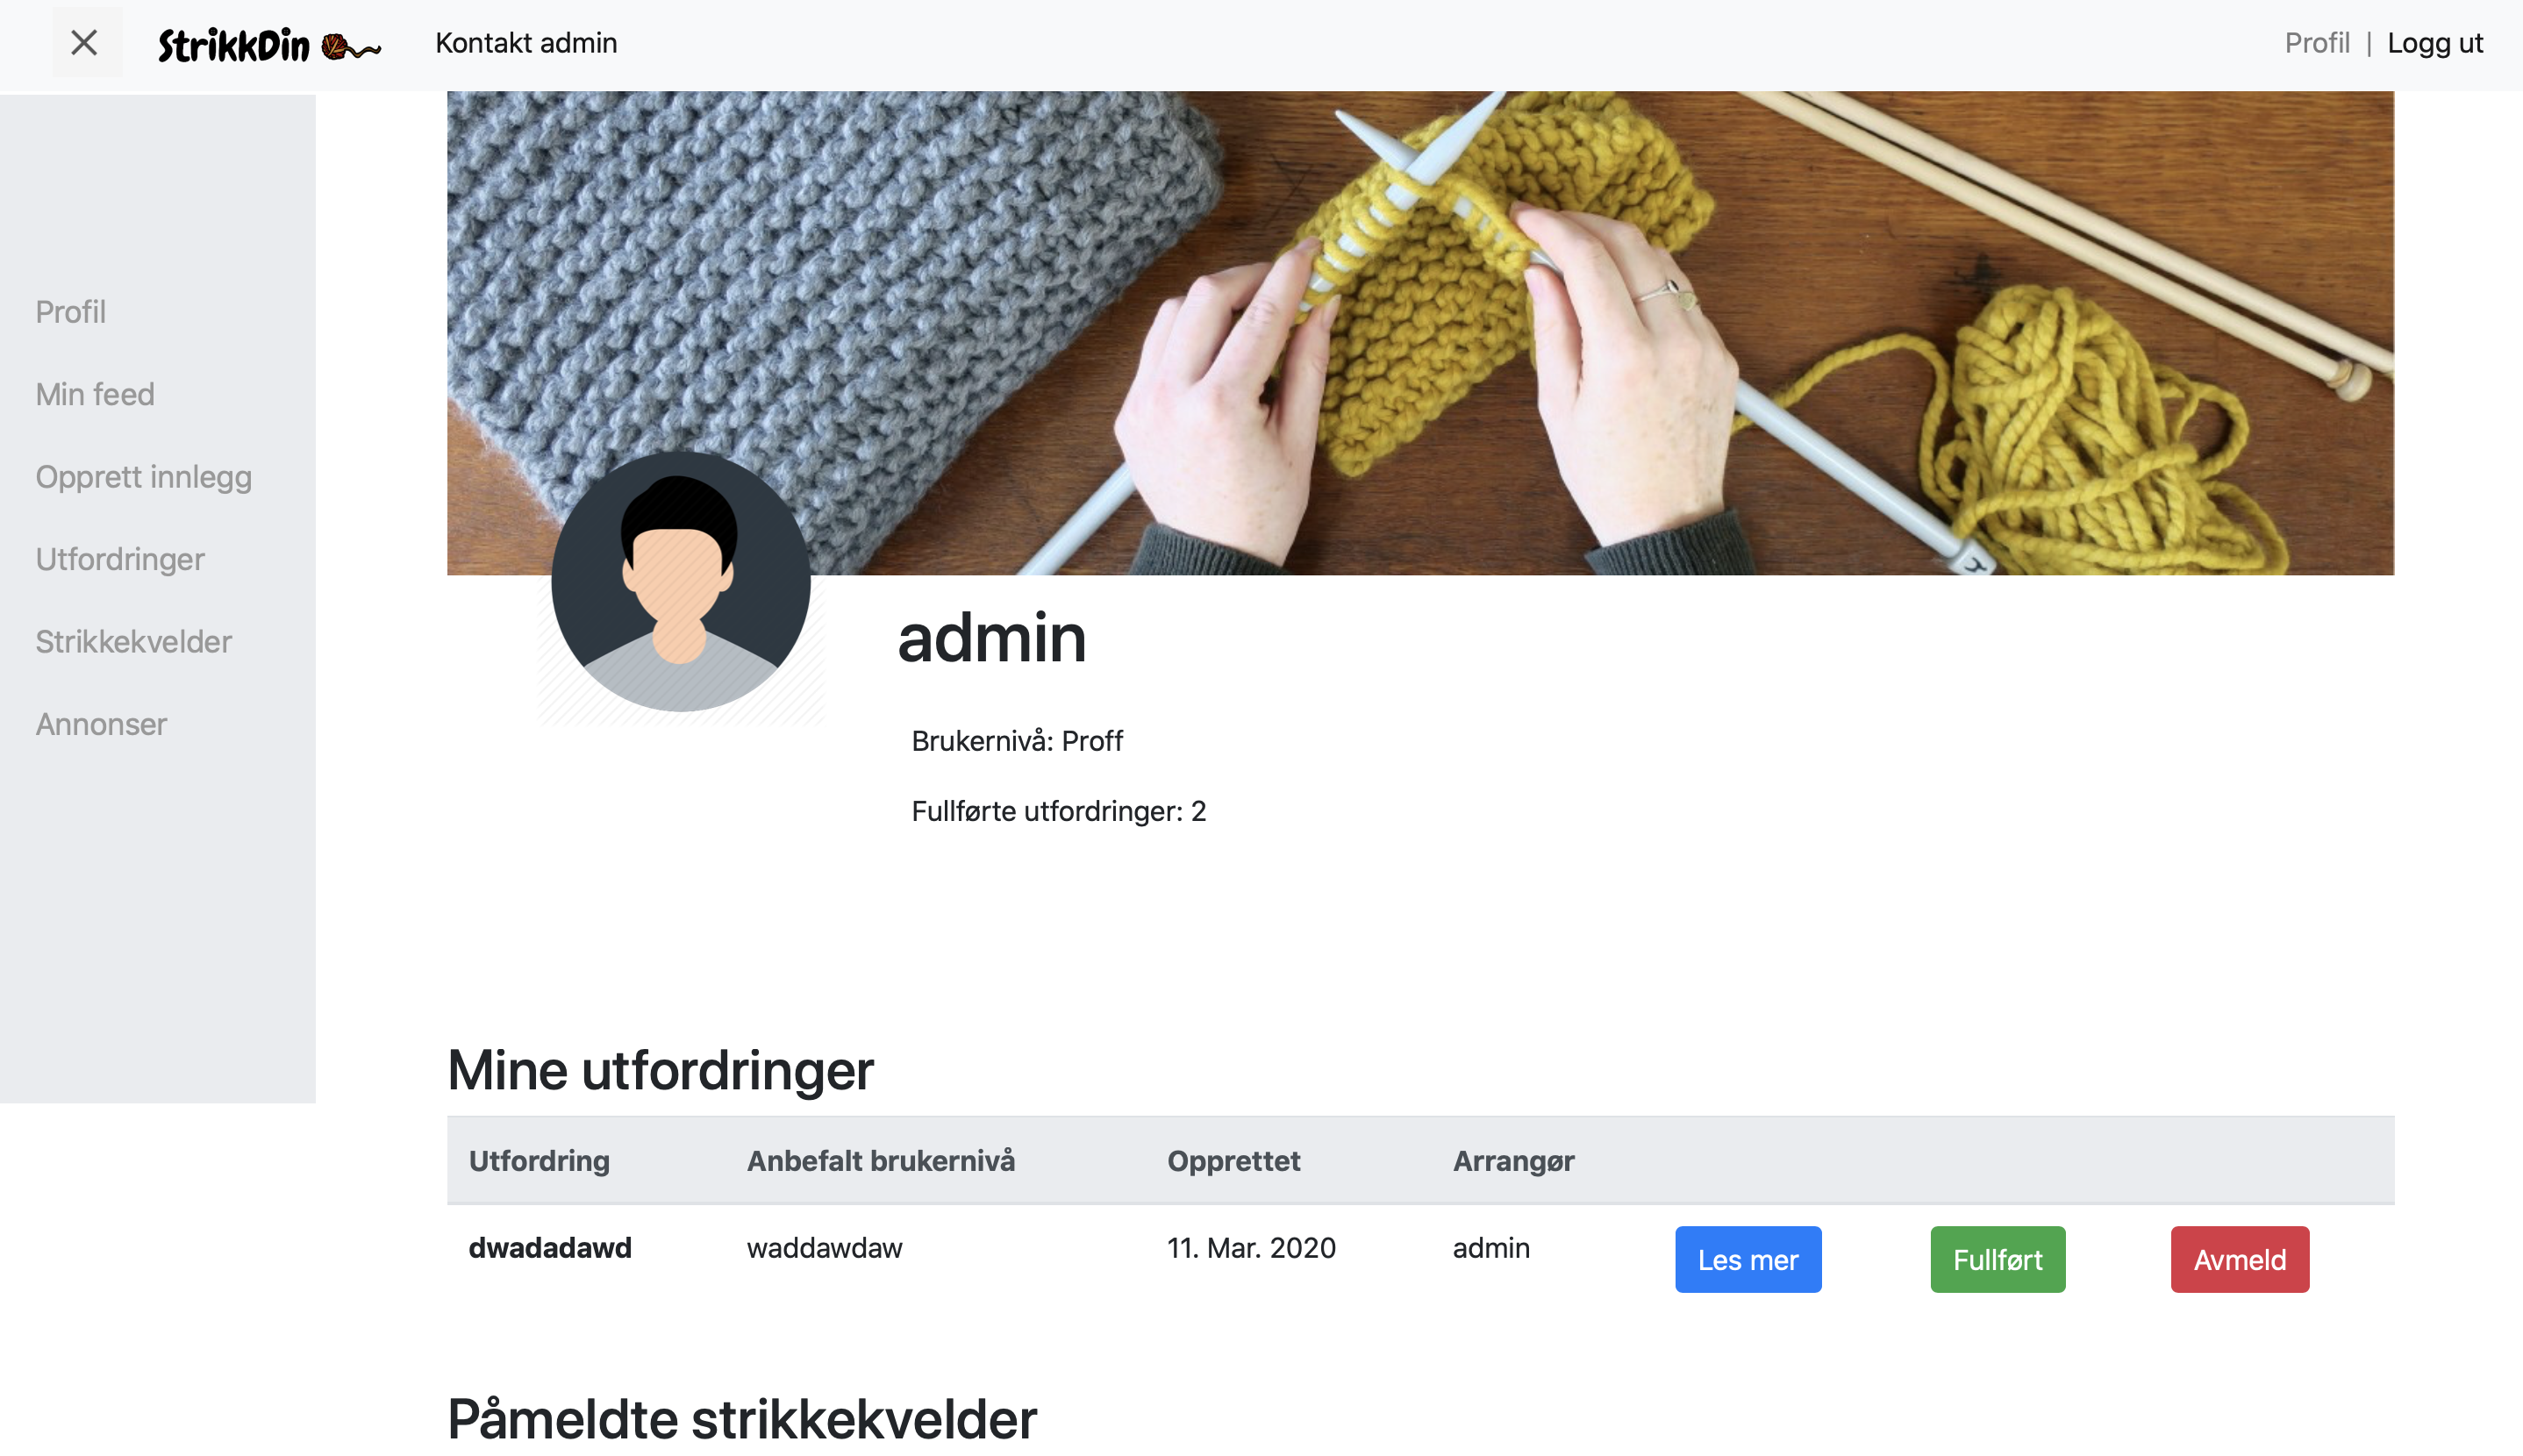 StrikkDin
Kontakt admin
Profil | Logg ut
Profil
Min feed
Opprett innlegg
Utfordringer
Strikkekvelder
Annonser
admin
Brukernivå: Proff
Fullførte utfordringer: 2
Mine utfordringer
Utfordring Anbefalt brukernivå Opprettet Arrangør
dwadadawd waddawdaw 11. Mar. 2020 admin Les mer Fullført Avmeld
Påmeldte strikkekvelder